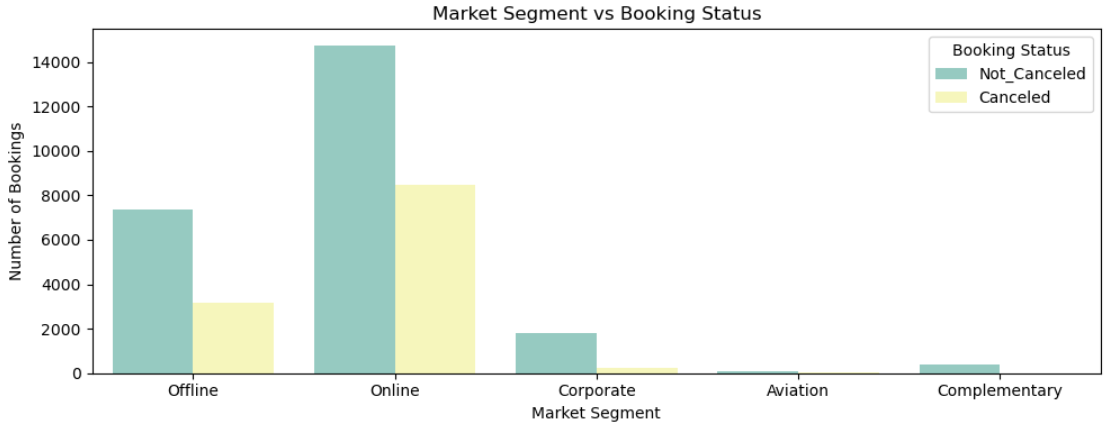 Market Segment vs Booking Status
Booking Status
Not_Canceled
Canceled
Number of Bookings
14000
12000
10000
8000
6000
4000
2000
0
Offline Online Corporate Aviation Complementary
Market Segment